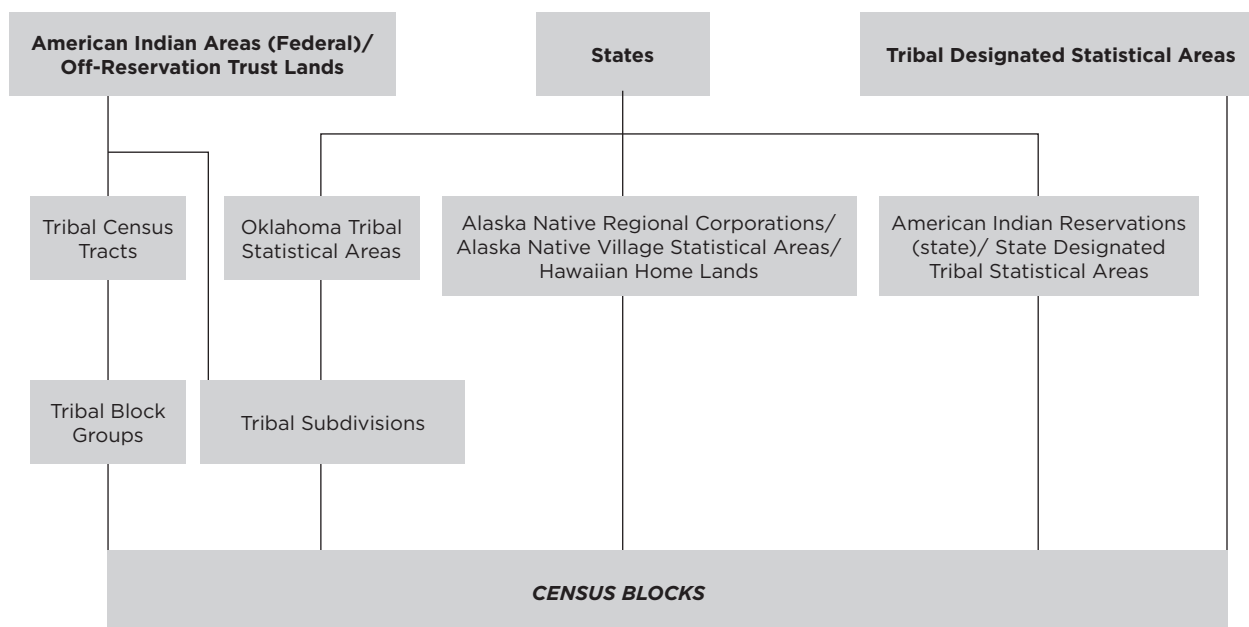 American Indian Areas (Federal)/
Off-Reservation Trust Lands
States
Tribal Designated Statistical Areas
Tribal Census
Tracts
Oklahoma Tribal
Statistical Areas
Alaska Native Regional Corporations/
Alaska Native Village Statistical Areas/
Hawaiian Home Lands
American Indian Reservations
(state)/ State Designated
Tribal Statistical Areas
Tribal Block
Groups
Tribal Subdivisions
CENSUS BLOCKS